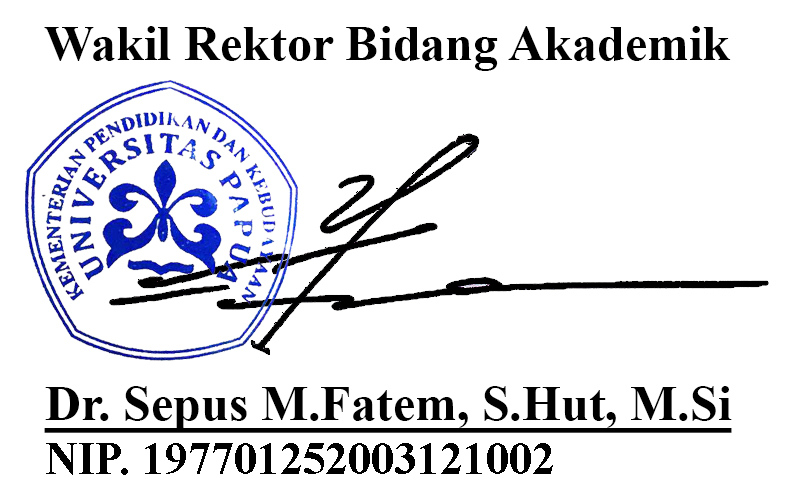 Wakil Rektor Bidang Akademik
KEMENTERIAN PENDIDIKAN DAN KEBUDAYAAN
UNIVERSITAS PAPUA
Dr. Sepus M.Fatem, S.Hut, M.Si
NIP. 197701252003121002